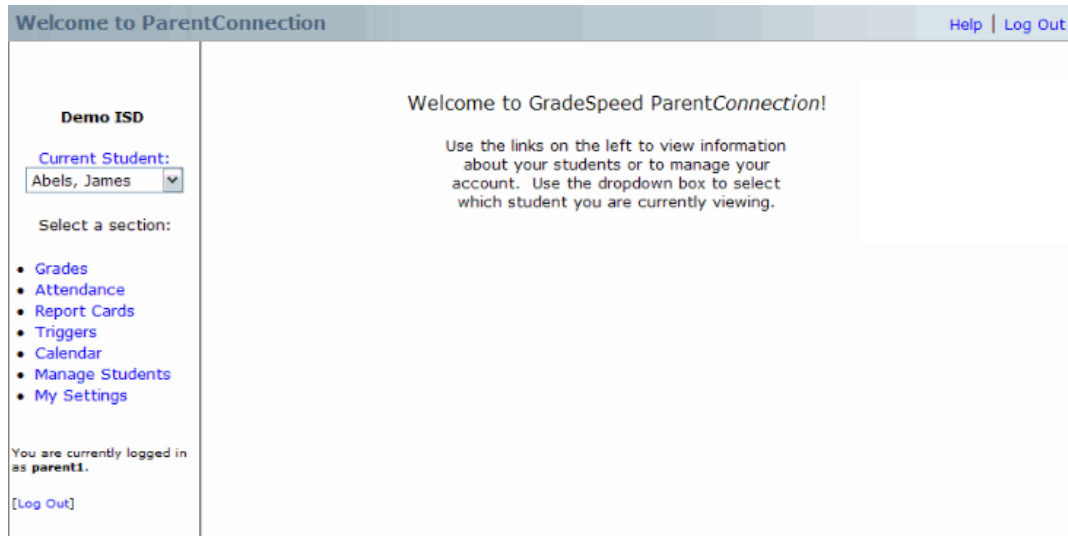 Welcome to ParentConnection
Help | Log Out
Demo ISD
Current Student:
Abels, James
Select a section:
• Grades
• Attendance
• Report Cards
• Triggers
• Calendar
• Manage Students
• My Settings
You are currently logged in
as parent1.
[Log Out]
Welcome to GradeSpeed ParentConnection!
Use the links on the left to view information
about your students or to manage your
account. Use the dropdown box to select
which student you are currently viewing.